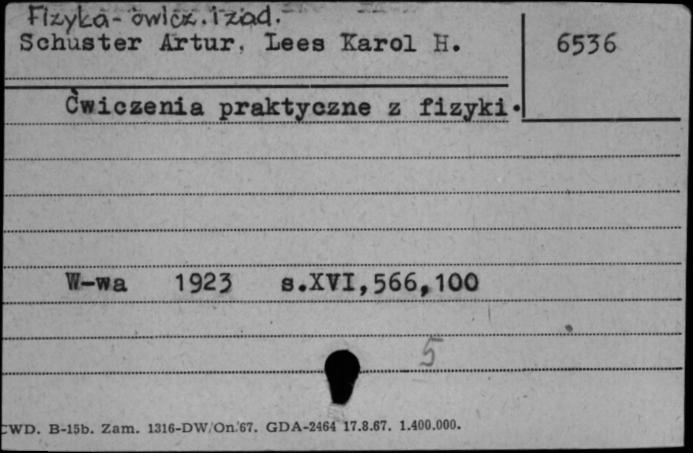 Fizyka - ćwicz. i zad.
Schuster Artur, Lees Karol H.
6536
Ćwiczenia praktyczne z fizyki.
W-wa 1923 s.XVI,566,100
5
CWD. B-15b. Zam. 1316-DW/On/67. GDA-2464 17.8.67. 1.400.000.